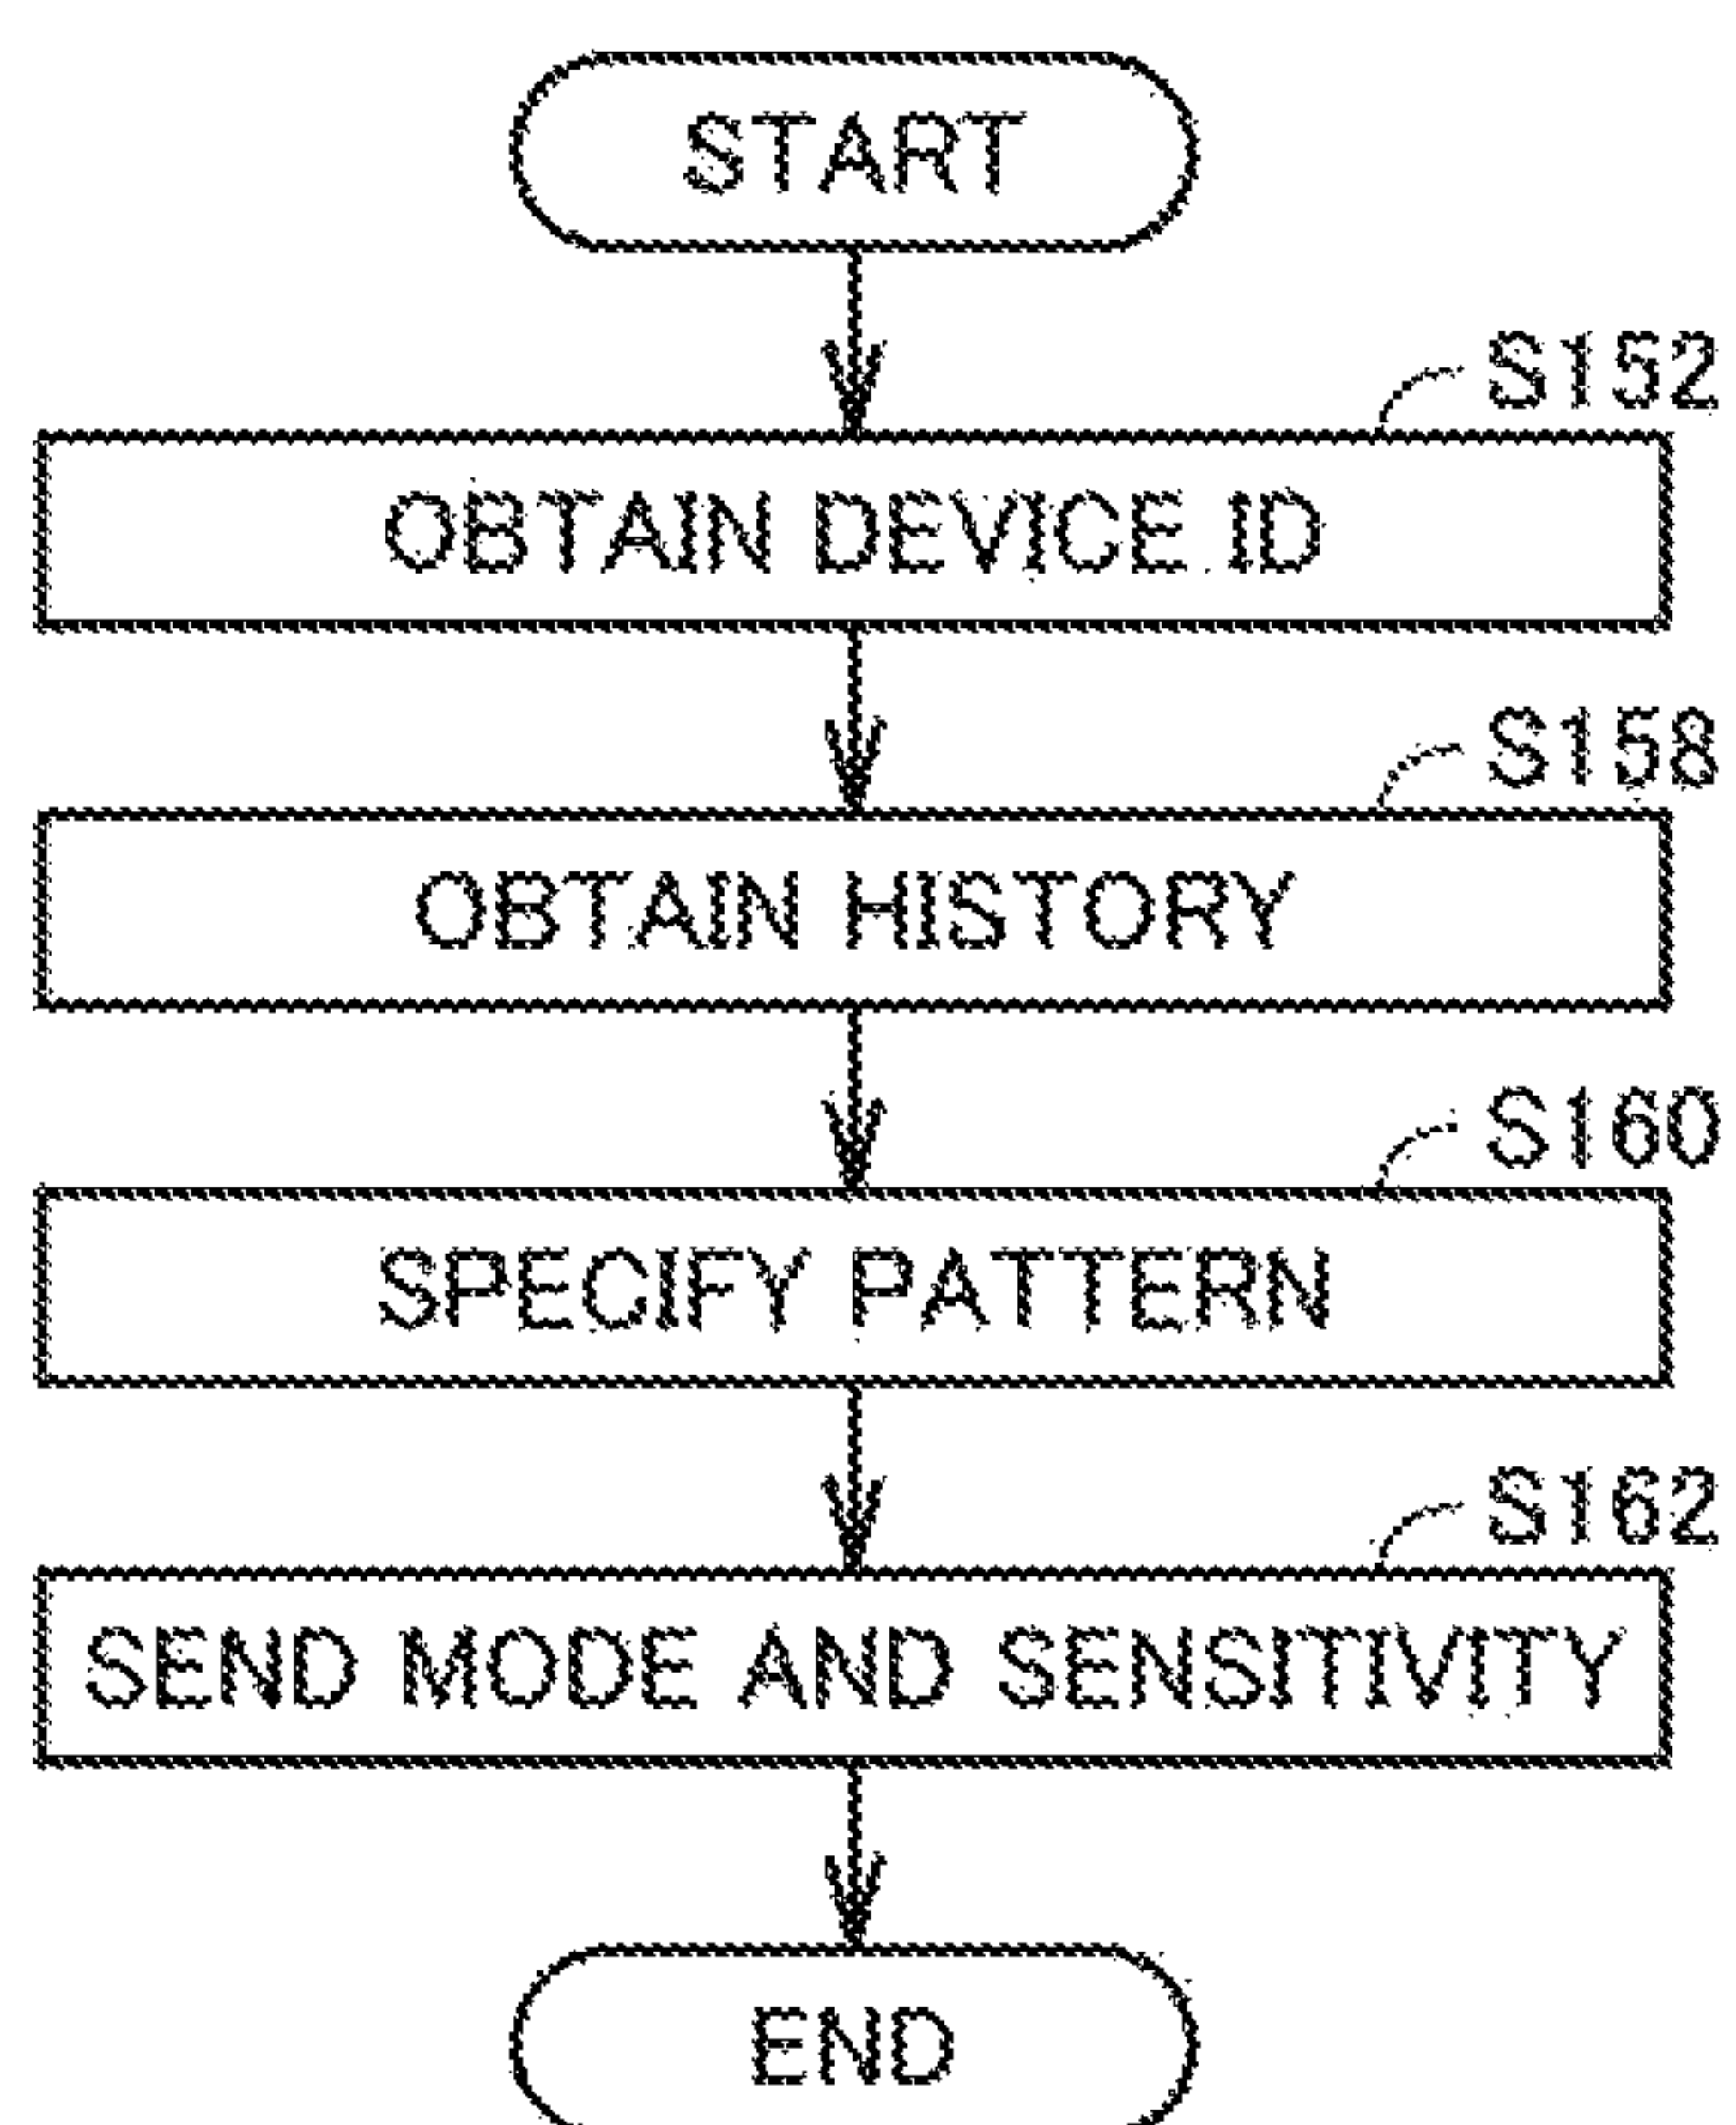 START
S152
OBTAIN DEVICE ID
S158
OBTAIN HISTORY
S160
SPECIFY PATTERN
S162
SEND MODE AND SENSITIVITY
END